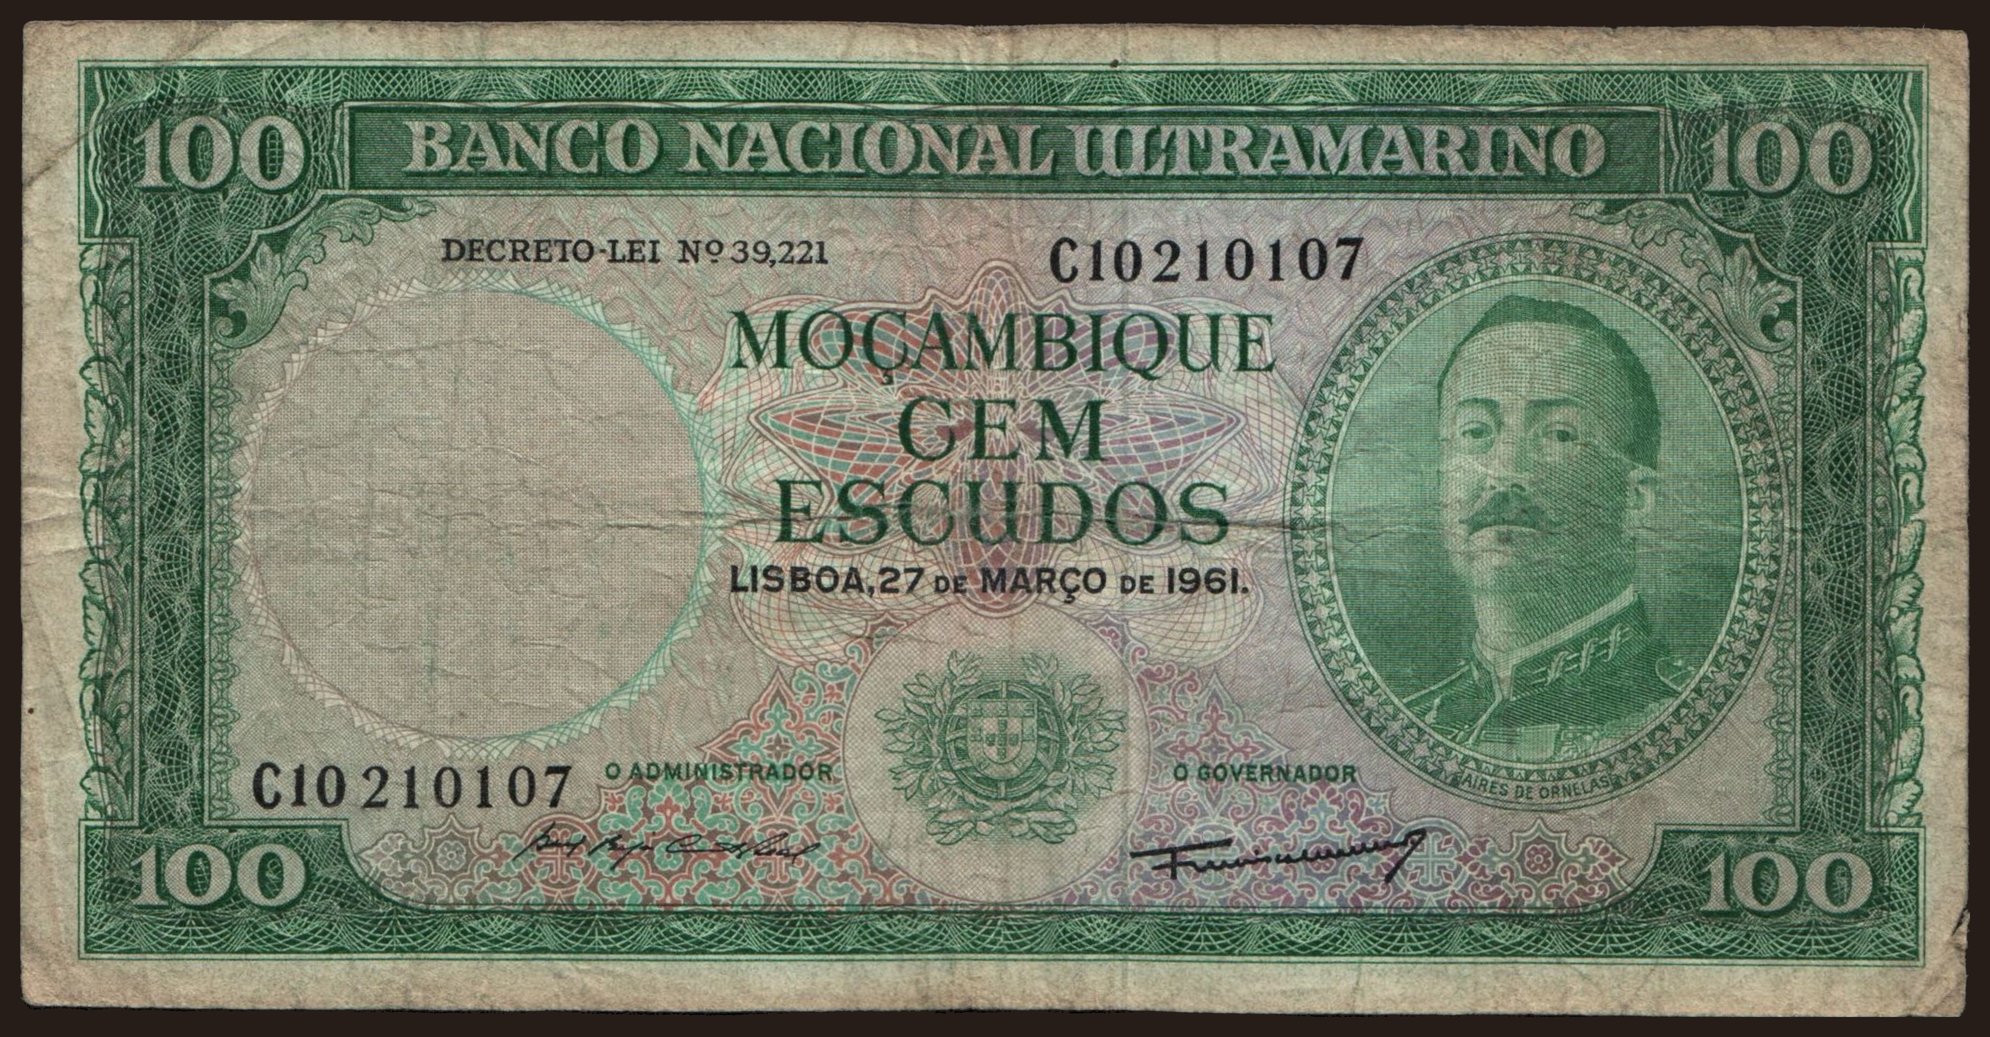 100 BANCO NACIONAL ULTRAMARINO 100
DECRETO-LEI Nº 39,221
C10210107
MOÇAMBIQUE
CEM
ESCUDOS
LISBOA, 27 DE MARÇO DE 1961.
C10210107
O ADMINISTRADOR
O GOVERNADOR
AIRES DE ORNELAS
100
100